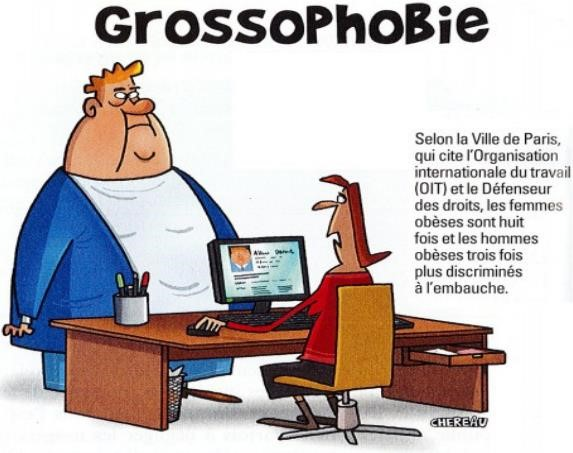 GROSSOPHOBIE
Selon la Ville de Paris,
qui cite l'Organisation
internationale du travail
(OIT) et le Défenseur
des droits, les femmes
obèses sont huit
fois et les hommes
obèses trois fois
plus discriminés
à l'embauche.
CHEREAU